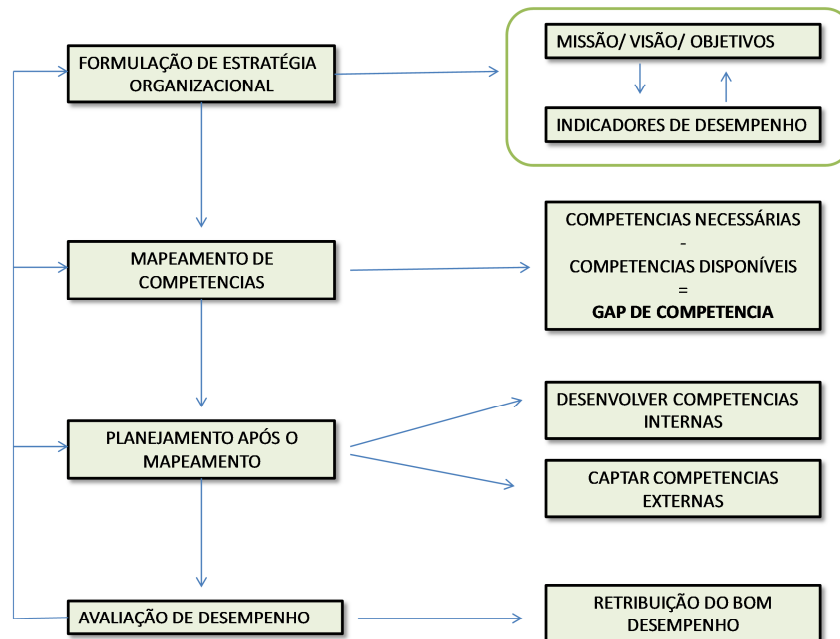 FORMULAÇÃO DE ESTRATÉGIA
ORGANIZACIONAL
MISSÃO/ VISÃO/ OBJETIVOS
INDICADORES DE DESEMPENHO
MAPEAMENTO DE
COMPETENCIAS
COMPETENCIAS NECESSÁRIAS
-
COMPETENCIAS DISPONÍVEIS
=
GAP DE COMPETENCIA
PLANEJAMENTO APÓS O
MAPEAMENTO
DESENVOLVER COMPETENCIAS
INTERNAS
CAPTAR COMPETENCIAS
EXTERNAS
AVALIAÇÃO DE DESEMPENHO
RETRIBUIÇÃO DO BOM
DESEMPENHO